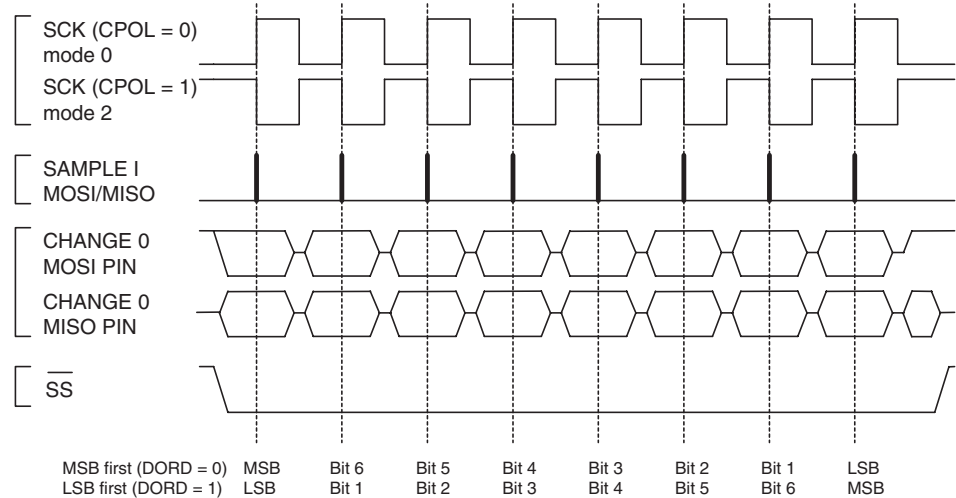 SCK (CPOL = 0)
mode 0
SCK (CPOL = 1)
mode 2
SAMPLE I
MOSI/MISO
CHANGE 0
MOSI PIN
CHANGE 0
MISO PIN
SS
MSB first (DORD = 0) MSB Bit 6 Bit 5 Bit 4 Bit 3 Bit 2 Bit 1 LSB
LSB first (DORD = 1) LSB Bit 1 Bit 2 Bit 3 Bit 4 Bit 5 Bit 6 MSB